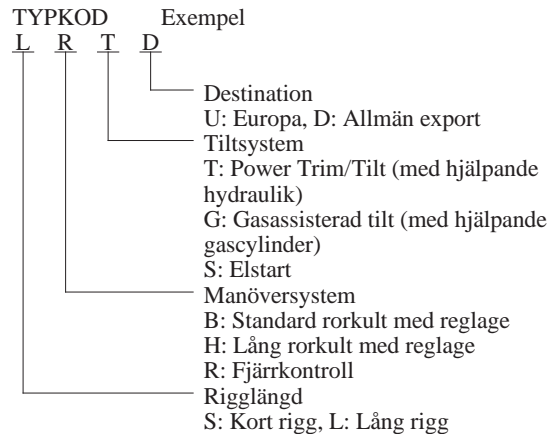 TYPKOD Exempel
L R T D
Destination
U: Europa, D: Allmän export
Tiltsystem
T: Power Trim/Tilt (med hjälpande
hydraulik)
G: Gasassisterad tilt (med hjälpande
gascylinder)
S: Elstart
Manöversystem
B: Standard rorkult med reglage
H: Lång rorkult med reglage
R: Fjärrkontroll
Rigglängd
S: Kort rigg, L: Lång rigg